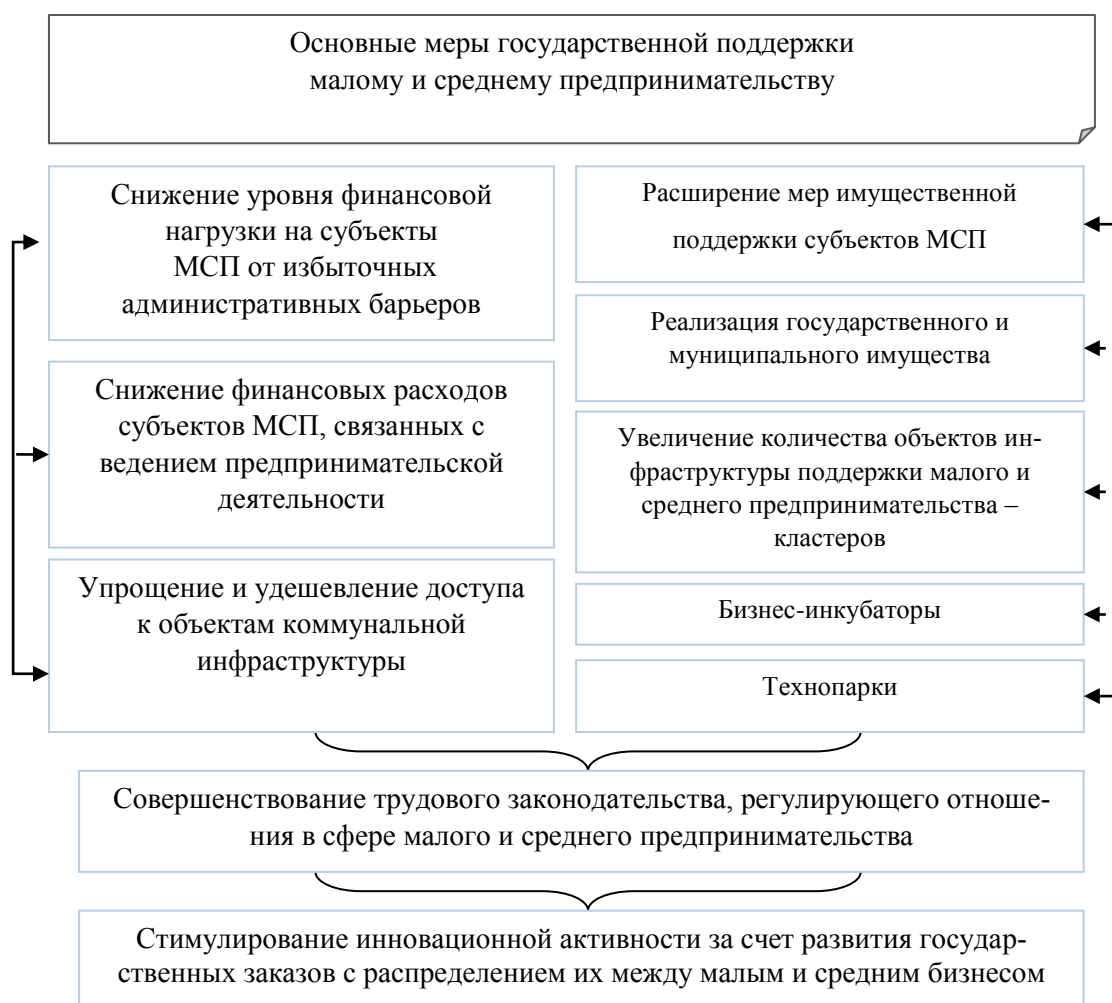 Основные меры государственной поддержки
малому и среднему предпринимательству
Снижение уровня финансовой
нагрузки на субъекты
МСП от избыточных
административных барьеров
Снижение финансовых расходов
субъектов МСП, связанных с
ведением предпринимательской
деятельности
Упрощение и удешевление доступа
к объектам коммунальной
инфраструктуры
Расширение мер имущественной
поддержки субъектов МСП
Реализация государственного и
муниципального имущества
Увеличение количества объектов ин-
фраструктуры поддержки малого и
среднего предпринимательства –
кластеров
Бизнес-инкубаторы
Технопарки
Совершенствование трудового законодательства, регулирующего отноше-
ния в сфере малого и среднего предпринимательства
Стимулирование инновационной активности за счет развития государ-
ственных заказов с распределением их между малым и средним бизнесом